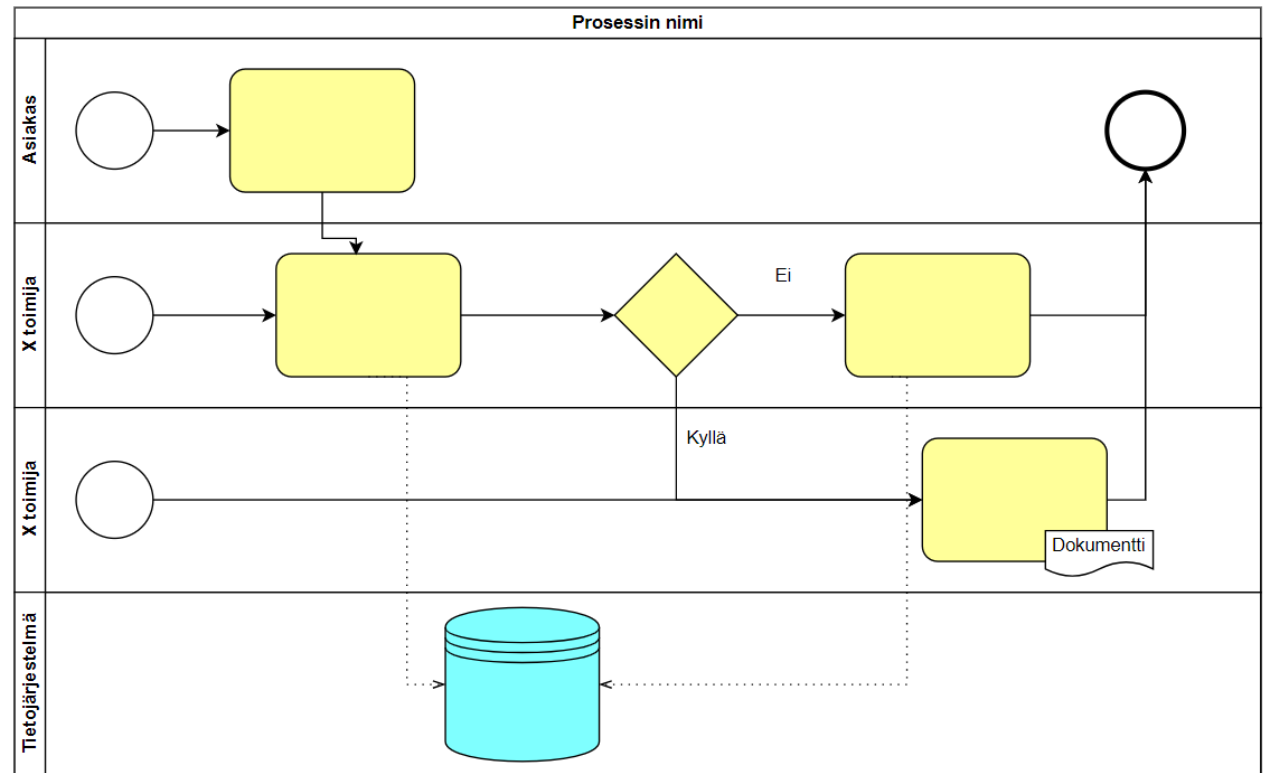 Prosessin nimi
Asiakas
X toimija
Ei
X toimija
Kyllä
Dokumentti
Tietojärjestelmä